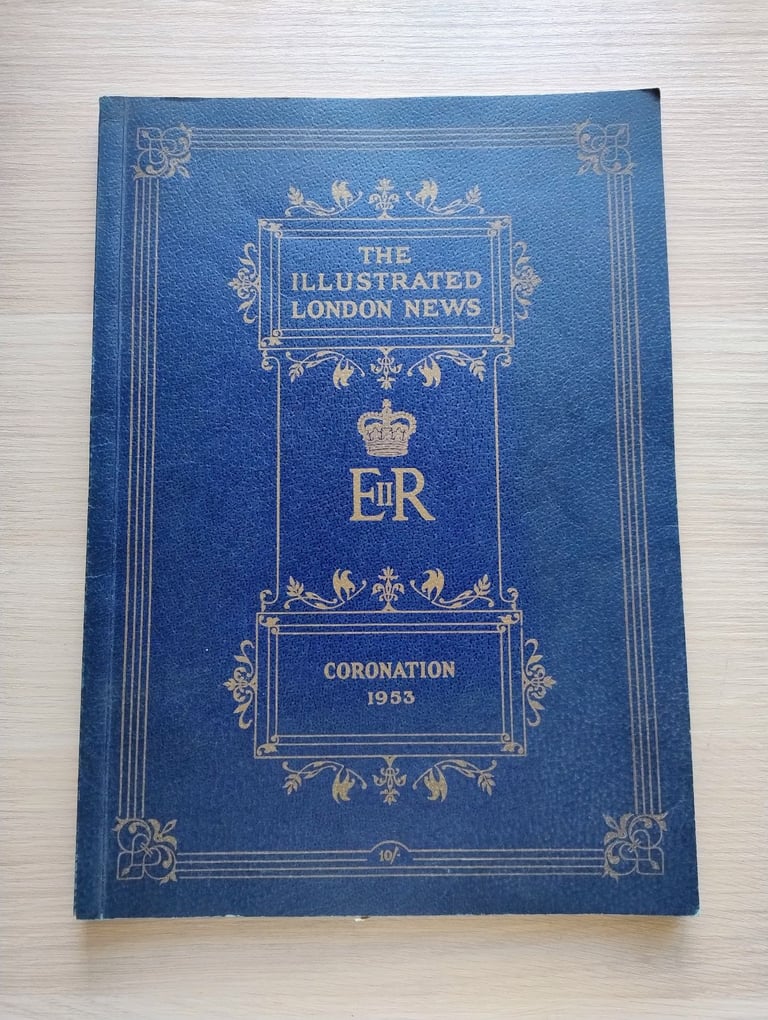 THE
ILLUSTRATED
LONDON NEWS
EIIR
CORONATION
1953
10/-